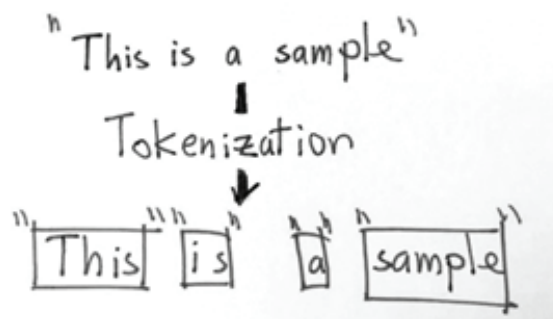 "This is a sample"
Tokenization
"This" "is" "a" "sample"